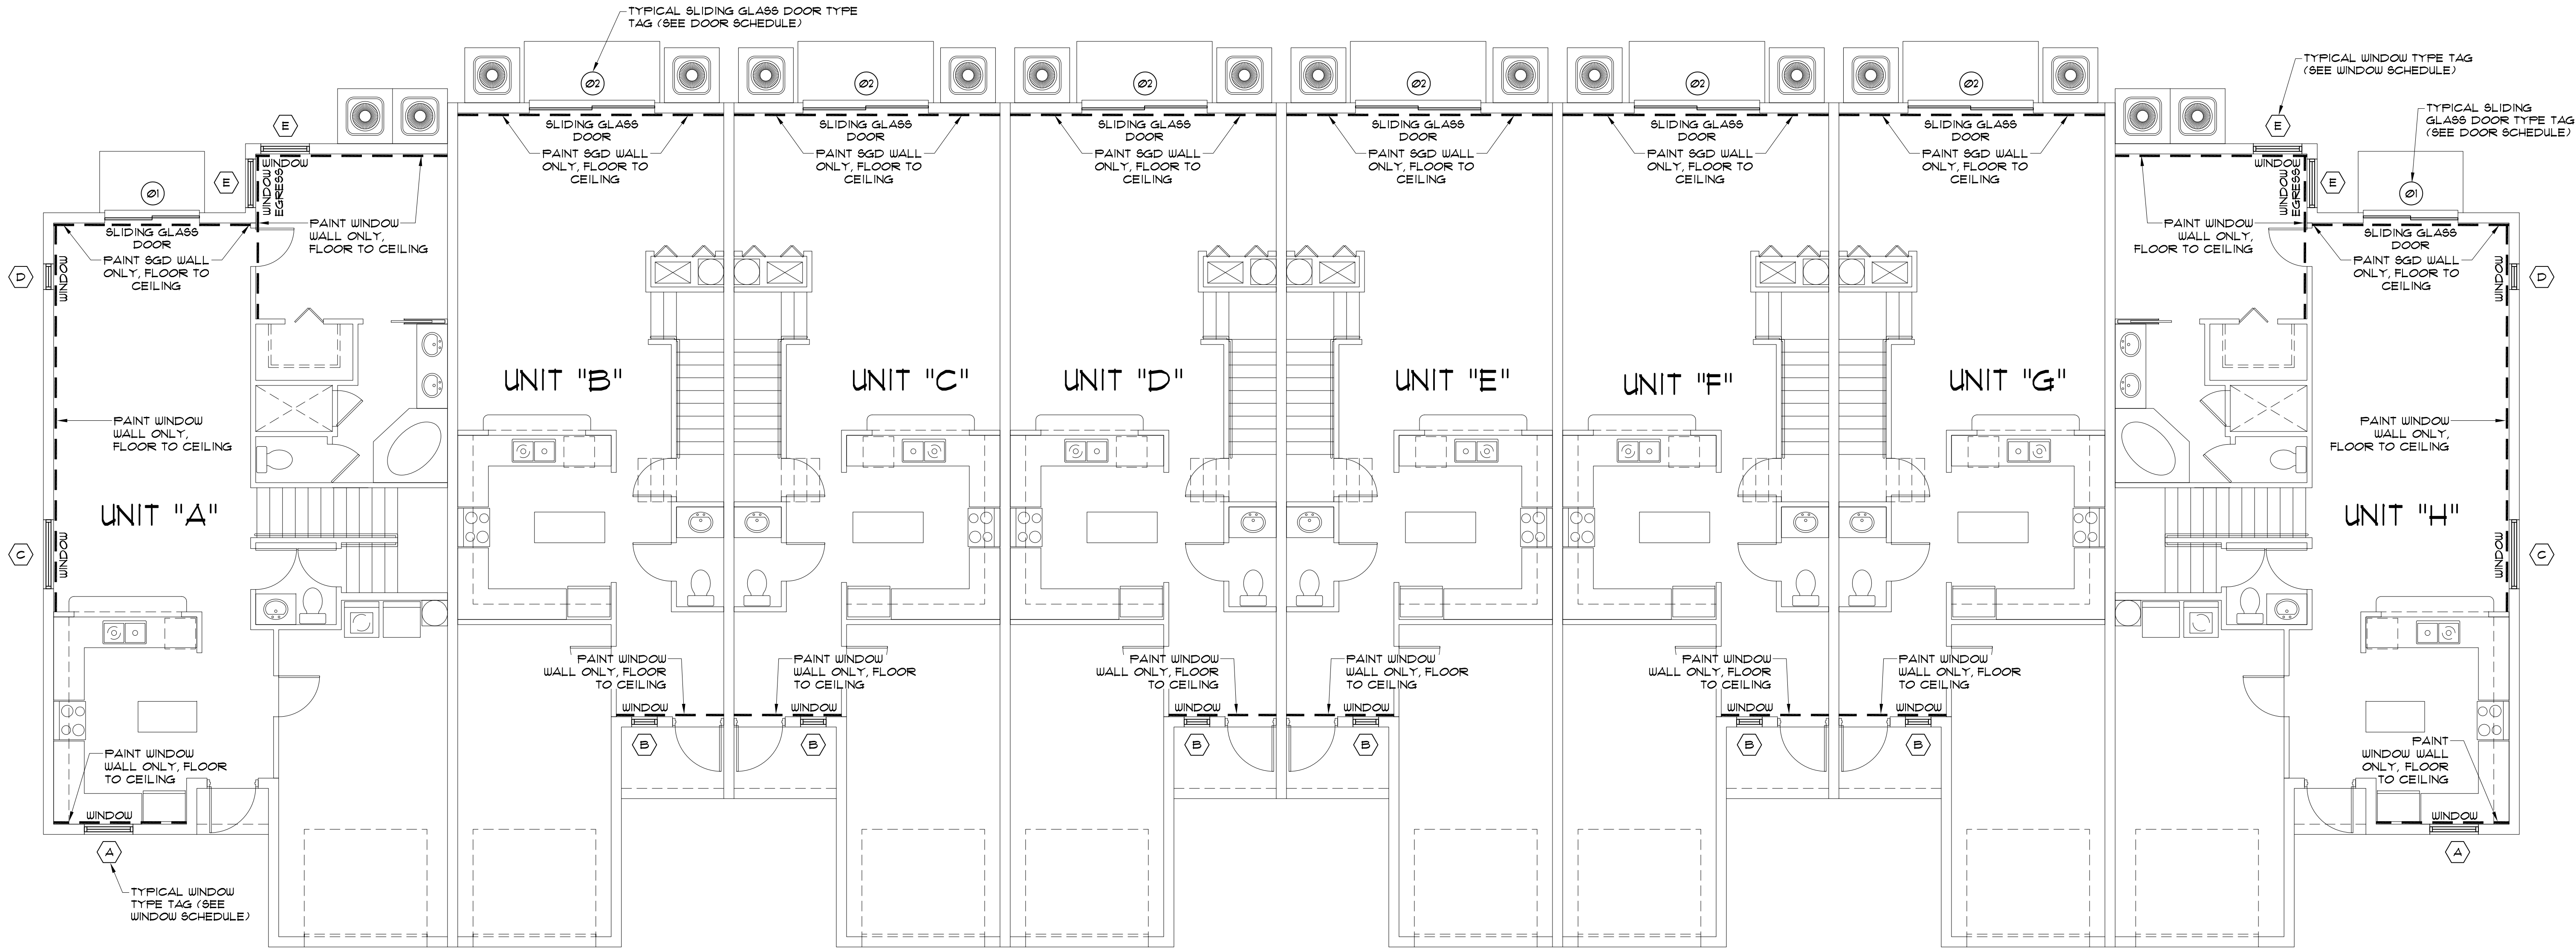 TYPICAL SLIDING GLASS DOOR TYPE
TAG (SEE DOOR SCHEDULE)
TYPICAL WINDOW TYPE TAG
(SEE WINDOW SCHEDULE)
TYPICAL SLIDING
GLASS DOOR TYPE TAG
(SEE DOOR SCHEDULE)
Ø2
Ø2
Ø2
Ø2
Ø2
Ø2
E
E
Ø1
WINDOW
WINDOW
EGRESS
PAINT WINDOW
WALL ONLY,
FLOOR TO CEILING
SLIDING GLASS
DOOR
PAINT SGD WALL
ONLY, FLOOR TO
CEILING
D
WINDOW
PAINT WINDOW
WALL ONLY,
FLOOR TO CEILING
UNIT "A"
C
WINDOW
PAINT WINDOW
WALL ONLY, FLOOR
TO CEILING
WINDOW
A
TYPICAL WINDOW
TYPE TAG (SEE
WINDOW SCHEDULE)
SLIDING GLASS
DOOR
PAINT SGD WALL
ONLY, FLOOR TO
CEILING
UNIT "B"
PAINT WINDOW
WALL ONLY, FLOOR
TO CEILING
WINDOW
B
SLIDING GLASS
DOOR
PAINT SGD WALL
ONLY, FLOOR TO
CEILING
UNIT "C"
PAINT WINDOW
WALL ONLY, FLOOR
TO CEILING
WINDOW
B
SLIDING GLASS
DOOR
PAINT SGD WALL
ONLY, FLOOR TO
CEILING
UNIT "D"
PAINT WINDOW
WALL ONLY, FLOOR
TO CEILING
WINDOW
B
SLIDING GLASS
DOOR
PAINT SGD WALL
ONLY, FLOOR TO
CEILING
UNIT "E"
PAINT WINDOW
WALL ONLY, FLOOR
TO CEILING
WINDOW
B
SLIDING GLASS
DOOR
PAINT SGD WALL
ONLY, FLOOR TO
CEILING
UNIT "F"
PAINT WINDOW
WALL ONLY, FLOOR
TO CEILING
WINDOW
B
SLIDING GLASS
DOOR
PAINT SGD WALL
ONLY, FLOOR TO
CEILING
UNIT "G"
PAINT WINDOW
WALL ONLY, FLOOR
TO CEILING
WINDOW
B
E
E
Ø1
WINDOW
WINDOW
EGRESS
PAINT WINDOW
WALL ONLY,
FLOOR TO CEILING
SLIDING GLASS
DOOR
PAINT SGD WALL
ONLY, FLOOR TO
CEILING
WINDOW
D
PAINT WINDOW
WALL ONLY,
FLOOR TO CEILING
UNIT "H"
WINDOW
C
PAINT
WINDOW WALL
ONLY, FLOOR
TO CEILING
WINDOW
A